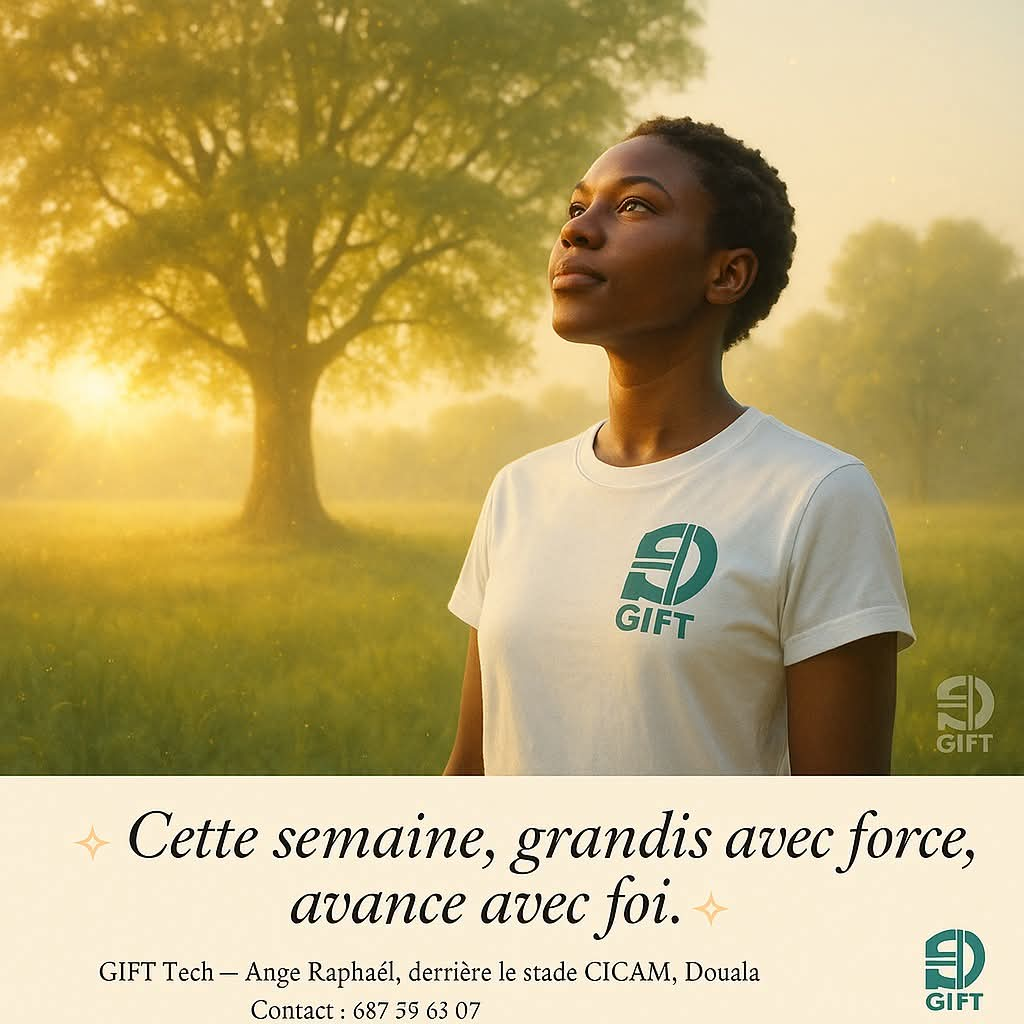 GIFT
GIFT
Cette semaine, grandis avec force,
avance avec foi.
GIFT Tech — Ange Raphaél, derrière le stade CICAM, Douala
Contact : 687 59 63 07
GIFT